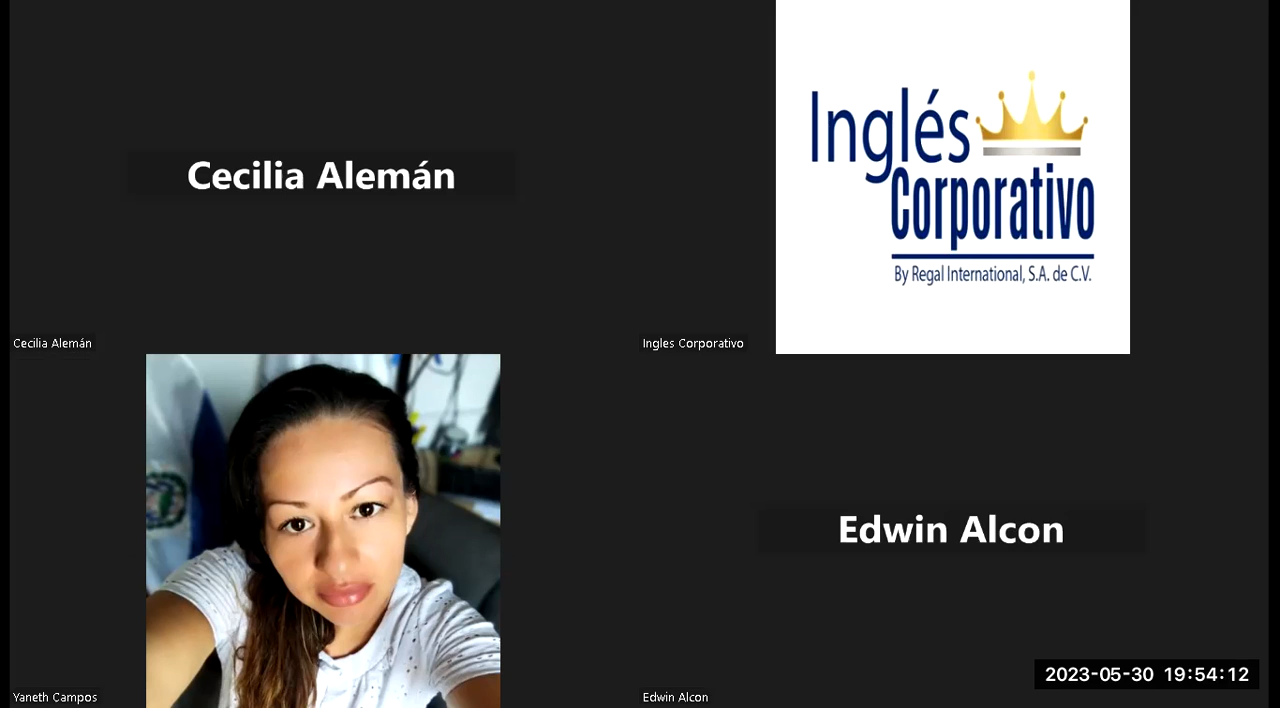 Cecilia Alemán
Cecilia Alemán
Inglés
Corporativo
By Regal International, S.A. de C.V.
Ingles Corporativo
Yaneth Campos
Edwin Alcon
Edwin Alcon
2023-05-30 19:54:12